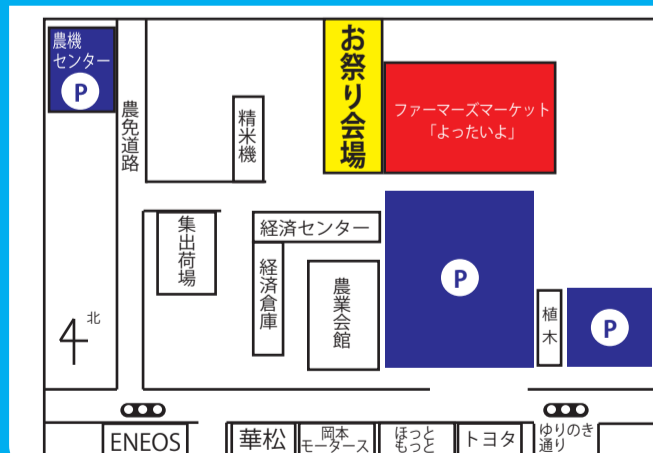 農機
センター
P
農免道路
精米機
お祭り会場
ファーマーズマーケット
「よったいよ」
集出荷場
経済センター
経済倉庫
農業会館
P
植木
P
北
ENEOS
華松
岡本
モータース
ほっと
もっと
トヨタ
ゆりのき
通り